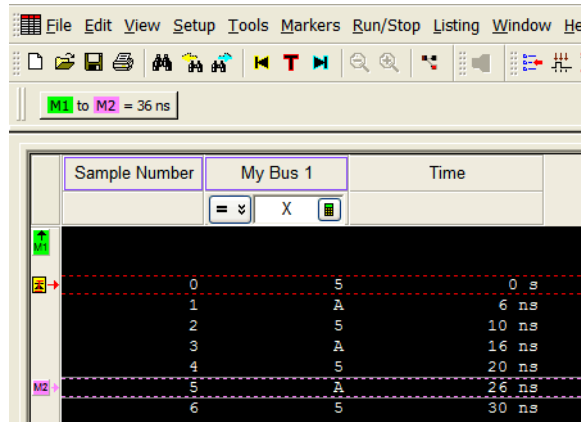 File Edit View Setup Tools Markers Run/Stop Listing Window He
T
M1 to M2 = 36 ns
Sample Number My Bus 1 Time
= X
M1
0 5 0 s
1 A 6 ns
2 5 10 ns
3 A 16 ns
4 5 20 ns
M2 5 A 26 ns
6 5 30 ns